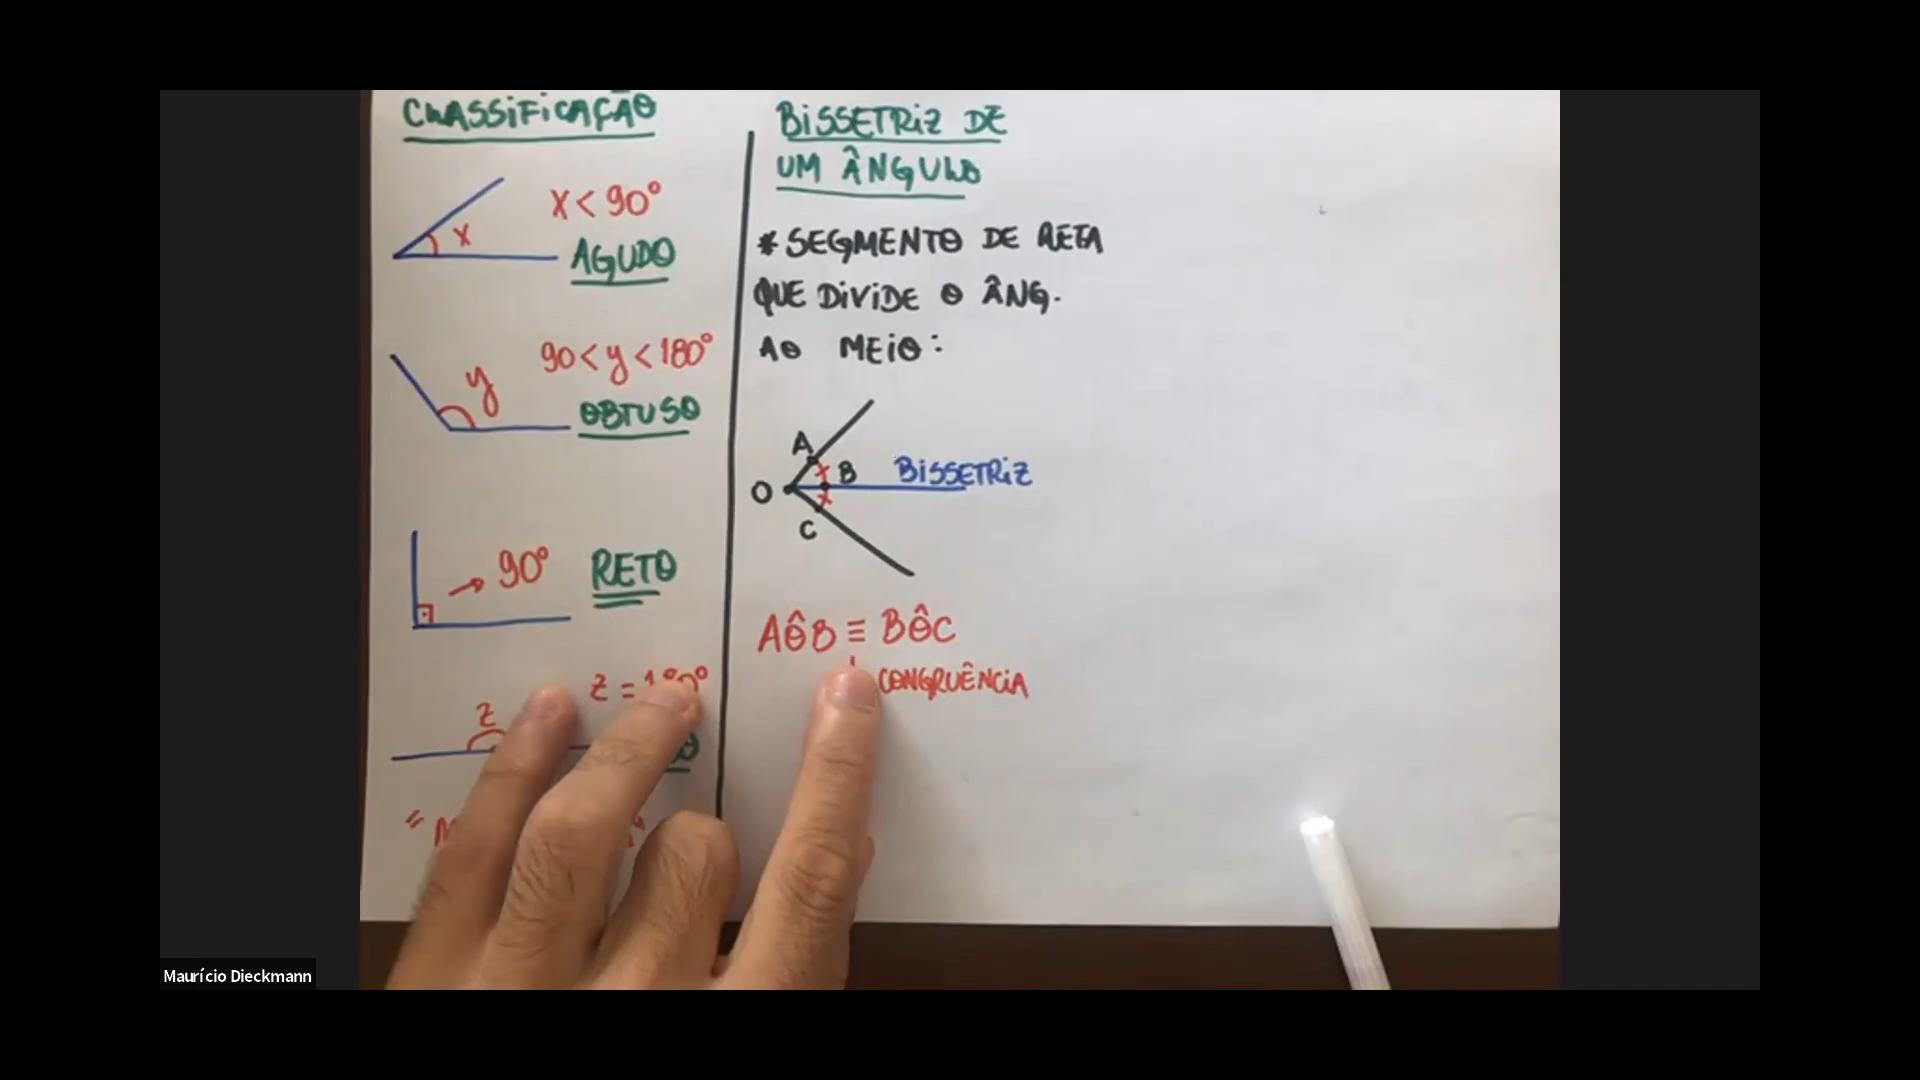 CLASSIFICAÇÃO
X < 90°
X
AGUDO
90 < y < 180°
y
OBTUSO
→ 90°
RETO
Z = 180°
Z
BISSETRIZ DE
UM ÂNGULO
* SEGMENTO DE RETA
QUE DIVIDE O ÂNG.
AO MEIO:
A
B
BISSETRIZ
O
C
AÔB ≡ BÔC
CONGRUÊNCIA
Maurício Dieckmann